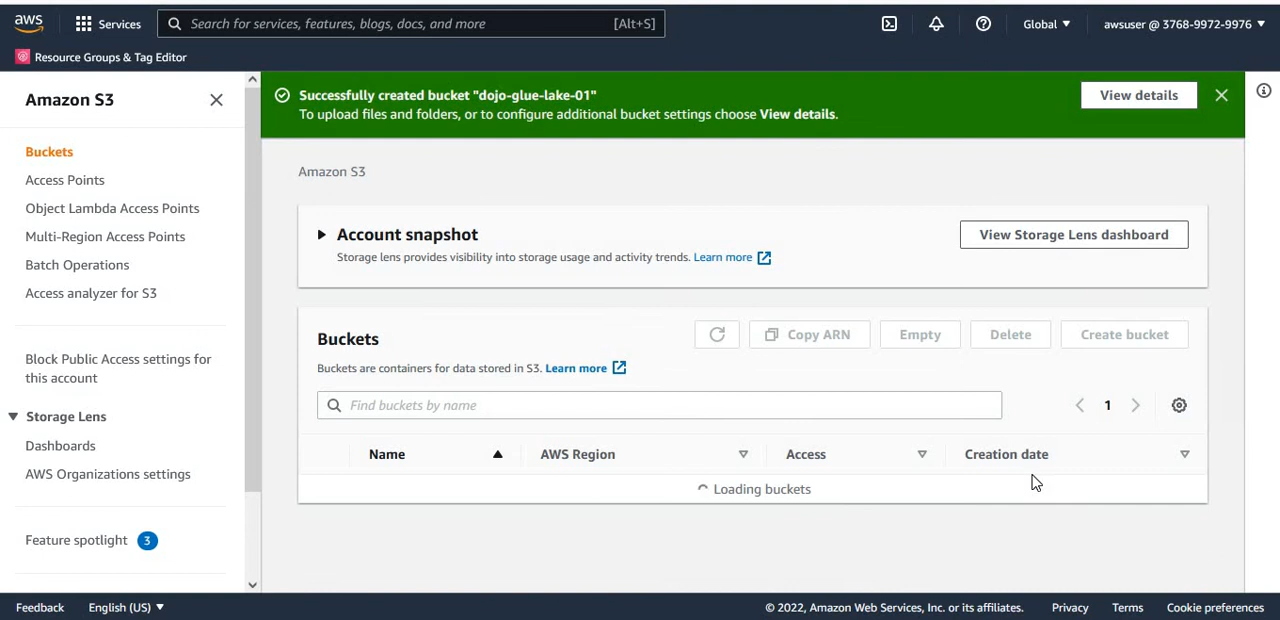 aws
Services
Search for services, features, blogs, docs, and more
[Alt+S]
Global
awsuser @ 3768-9972-9976
Resource Groups & Tag Editor
Amazon S3
Buckets
Access Points
Object Lambda Access Points
Multi-Region Access Points
Batch Operations
Access analyzer for S3
Block Public Access settings for
this account
Storage Lens
Dashboards
AWS Organizations settings
Feature spotlight 3
Successfully created bucket "dojo-glue-lake-01"
To upload files and folders, or to configure additional bucket settings choose View details.
View details
Amazon S3
Account snapshot
Storage lens provides visibility into storage usage and activity trends. Learn more
View Storage Lens dashboard
Buckets
Buckets are containers for data stored in S3. Learn more
Copy ARN
Empty
Delete
Create bucket
Find buckets by name
1
Name
AWS Region
Access
Creation date
Loading buckets
Feedback
English (US)
© 2022, Amazon Web Services, Inc. or its affiliates.
Privacy
Terms
Cookie preferences